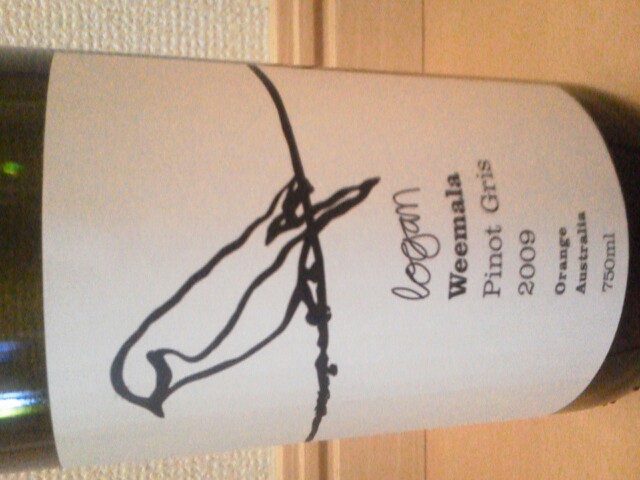 logan
Weemala
Pinot Gris
2009
Orange
Australia
750ml